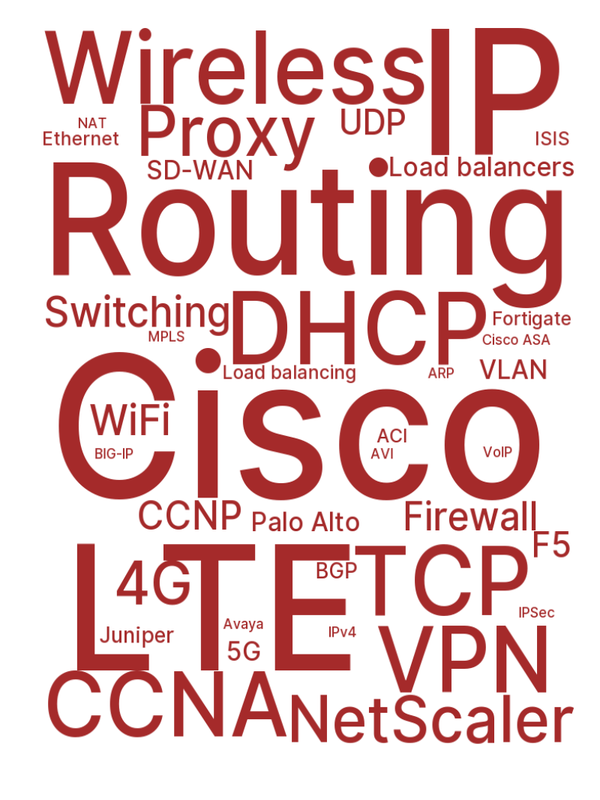 Wireless
IP
NAT
Ethernet
Proxy
UDP
ISIS
SD-WAN
Load balancers
Routing
Switching
DHCP
Fortigate
MPLS
Cisco ASA
Load balancing
ARP
VLAN
Cisco
WiFi
ACI
BIG-IP
AVI
VoIP
CCNP
Palo Alto
Firewall
F5
LTE
4G
BGP
TCP
IPSec
Juniper
Avaya
IPv4
5G
VPN
CCNA
NetScaler